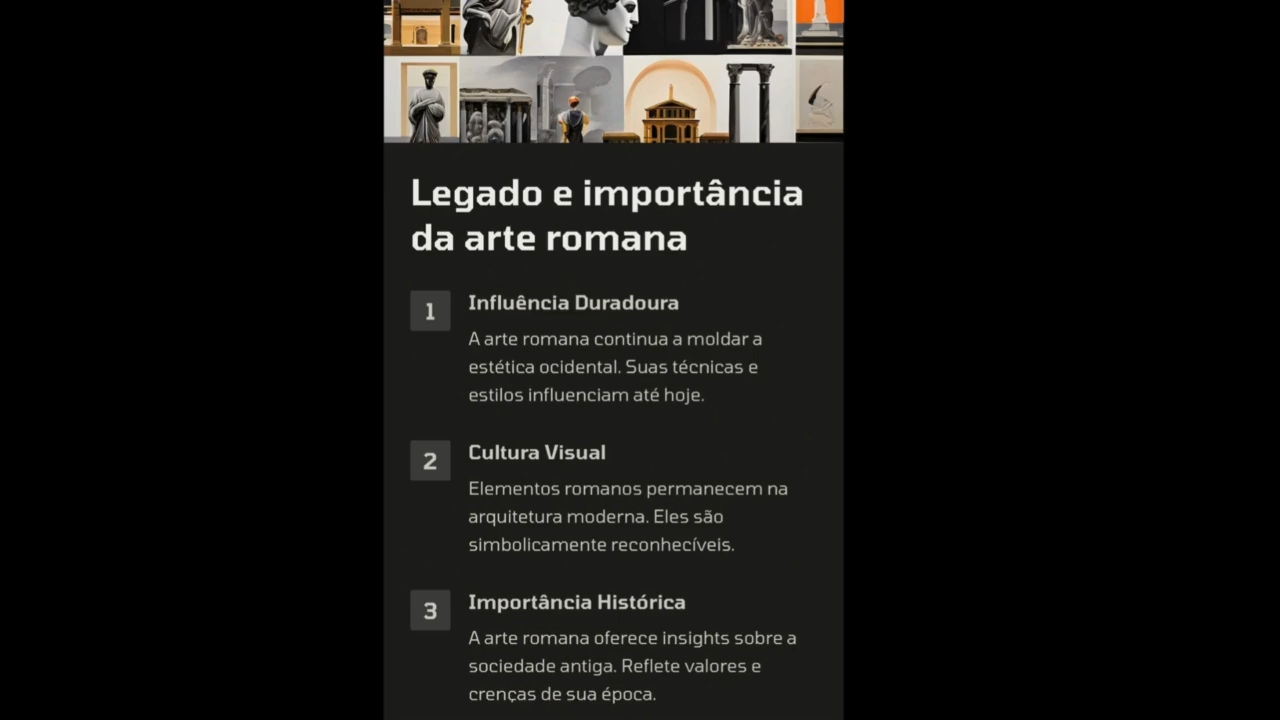 Legado e importância
da arte romana
1
Influência Duradoura
A arte romana continua a moldar a
estética ocidental. Suas técnicas e
estilos influenciam até hoje.
2
Cultura Visual
Elementos romanos permanecem na
arquitetura moderna. Eles são
simbolicamente reconhecíveis.
3
Importância Histórica
A arte romana oferece insights sobre a
sociedade antiga. Reflete valores e
crenças de sua época.